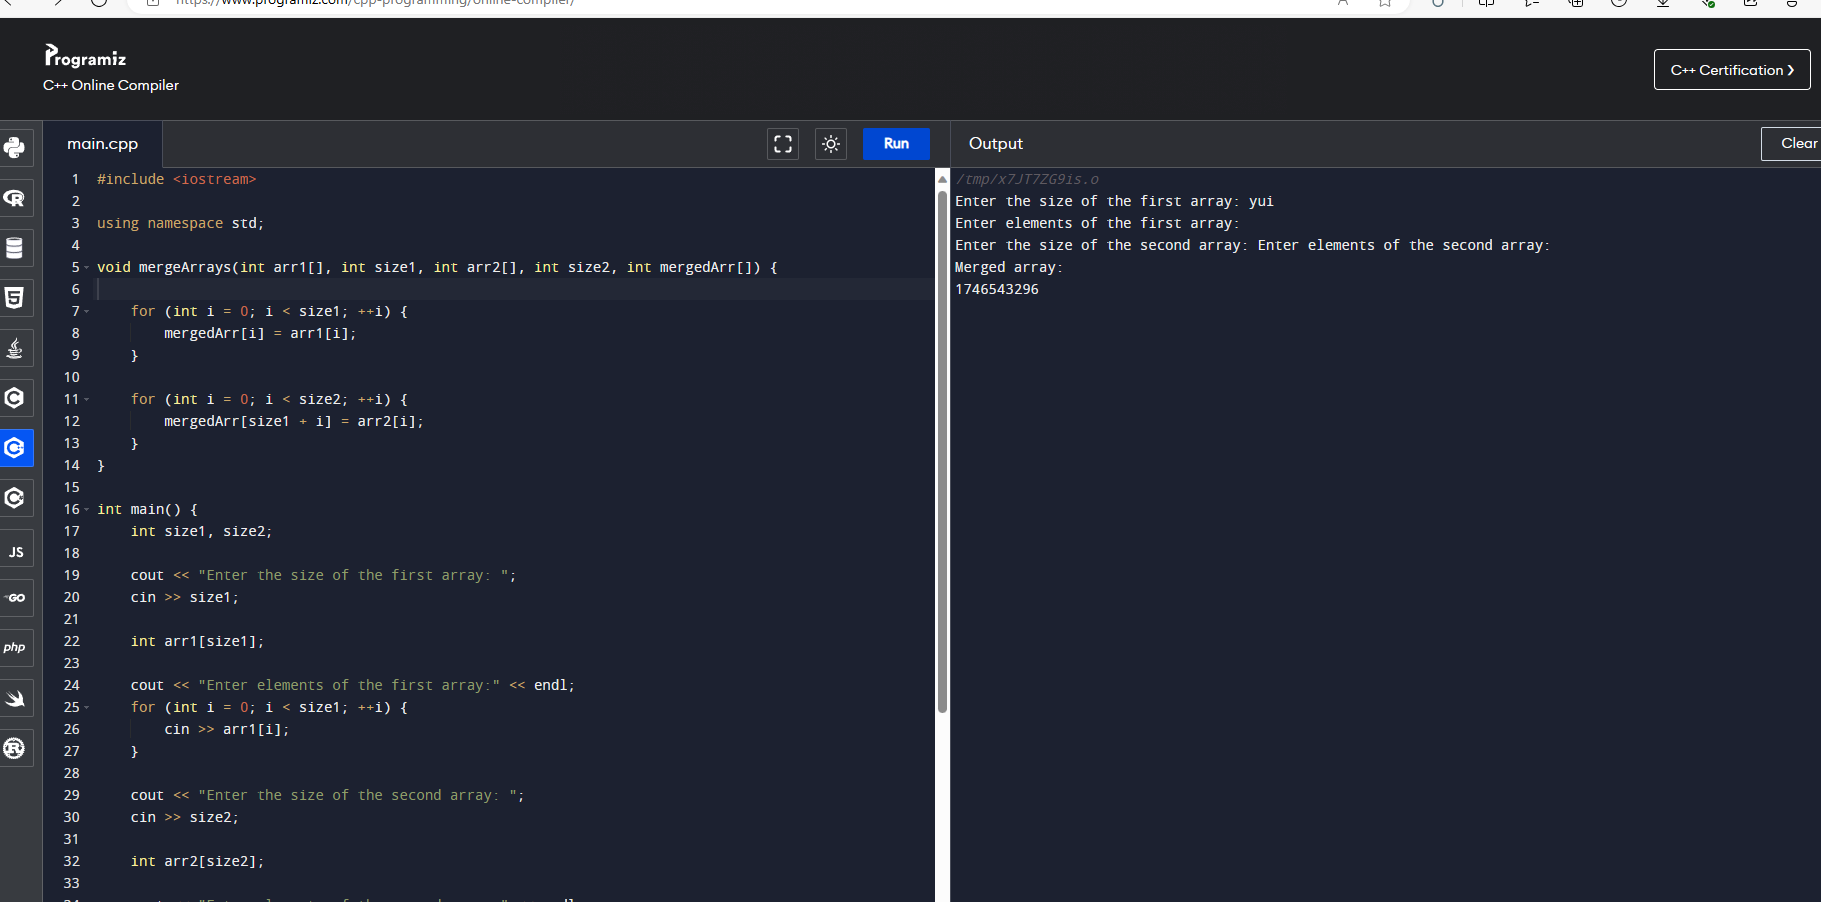 https://www.programiz.com/cpp-programming/online-compiler/
Programiz
C++ Online Compiler
C++ Certification ❯
main.cpp
Run
Output
Clear
1 #include <iostream>
2
3 using namespace std;
4
5 void mergeArrays(int arr1[], int size1, int arr2[], int size2, int mergedArr[]) {
6
7     for (int i = 0; i < size1; ++i) {
8         mergedArr[i] = arr1[i];
9     }
10
11     for (int i = 0; i < size2; ++i) {
12         mergedArr[size1 + i] = arr2[i];
13     }
14 }
15
16 int main() {
17     int size1, size2;
18
19     cout << "Enter the size of the first array: ";
20     cin >> size1;
21
22     int arr1[size1];
23
24     cout << "Enter elements of the first array:" << endl;
25     for (int i = 0; i < size1; ++i) {
26         cin >> arr1[i];
27     }
28
29     cout << "Enter the size of the second array: ";
30     cin >> size2;
31
32     int arr2[size2];
33
/tmp/x7JT7ZG9is.o
Enter the size of the first array: yui
Enter elements of the first array:
Enter the size of the second array: Enter elements of the second array:
Merged array:
1746543296
JS
GO
php